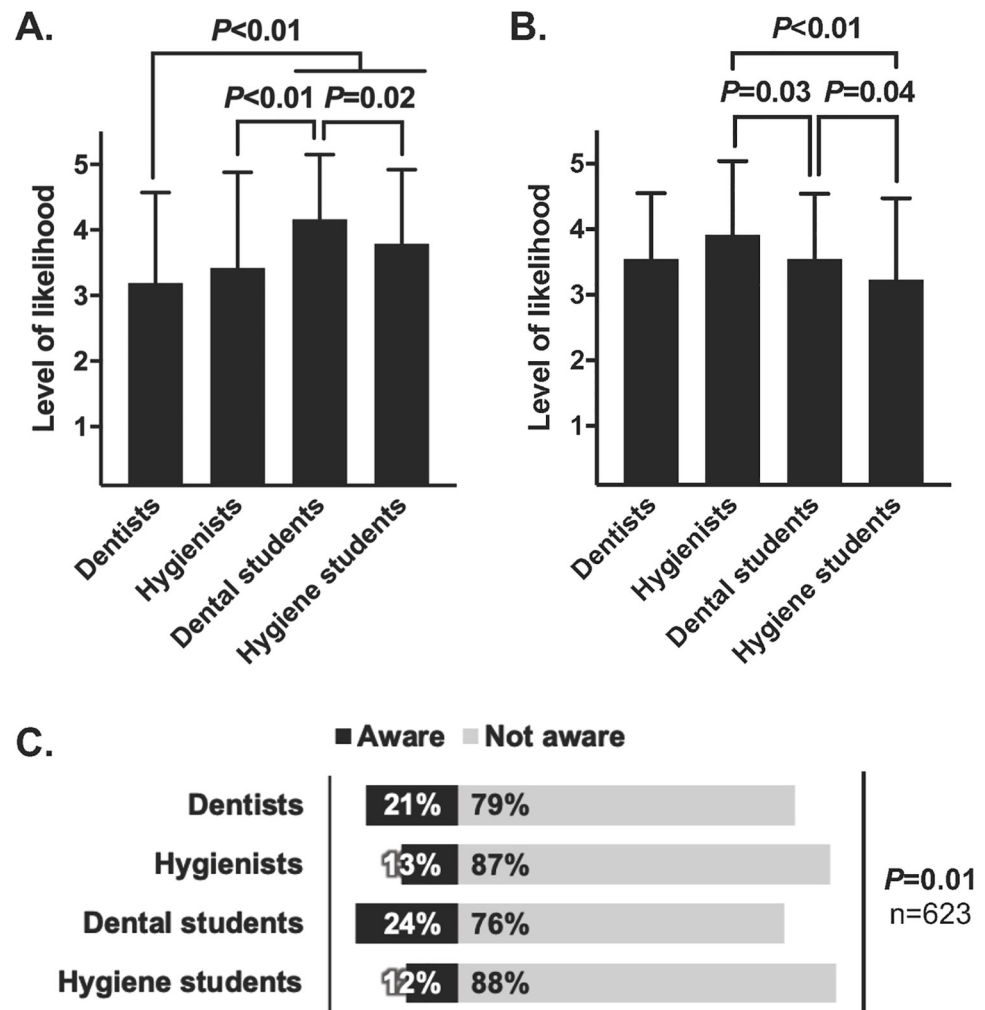 A.
P<0.01
P<0.01 P=0.02
Level of likelihood
5
4
3
2
1
Dentists
Hygienists
Dental students
Hygiene students
B.
P<0.01
P=0.03 P=0.04
Level of likelihood
5
4
3
2
1
Dentists
Hygienists
Dental students
Hygiene students
C.
Aware Not aware
Dentists 21% 79%
Hygienists 13% 87%
Dental students 24% 76%
Hygiene students 12% 88%
P=0.01
n=623